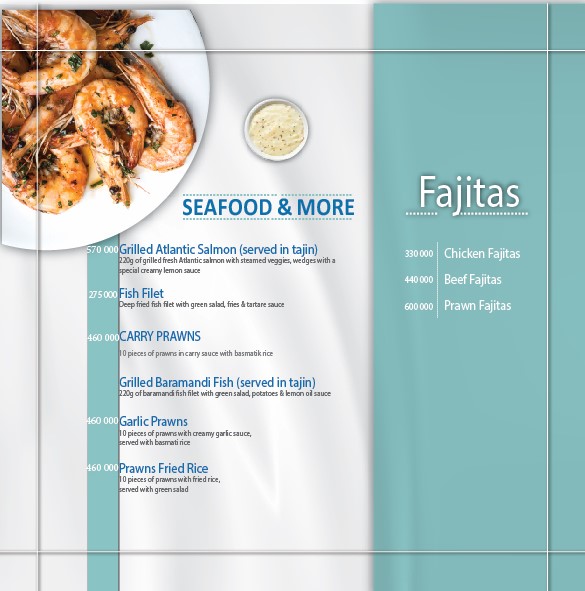 SEAFOOD & MORE
570 000 Grilled Atlantic Salmon (served in tajin)
220g of grilled fresh Atlantic salmon with steamed veggies, wedges with a
special creamy lemon sauce
275 000 Fish Filet
Deep fried fish filet with green salad, fries & tartare sauce
460 000 CARRY PRAWNS
10 pieces of prawns in carry sauce with basmatik rice
Grilled Baramandi Fish (served in tajin)
220g of baramandi fish filet with green salad, potatoes & lemon oil sauce
460 000 Garlic Prawns
10 pieces of prawns with creamy garlic sauce,
served with basmati rice
460 000 Prawns Fried Rice
10 pieces of prawns with fried rice,
served with green salad
Fajitas
330 000 Chicken Fajitas
440 000 Beef Fajitas
600 000 Prawn Fajitas